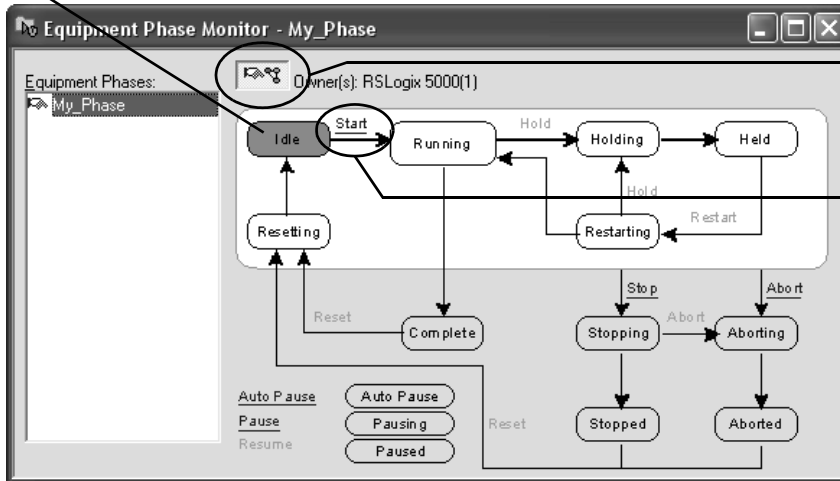 Equipment Phase Monitor - My_Phase
Equipment Phases:
Owner(s): RSLogix 5000(1)
My_Phase
Idle
Start
Running
Hold
Holding
Held
Hold
Restart
Resetting
Restarting
Stop
Abort
Reset
Complete
Stopping
Abort
Aborting
Auto Pause
Auto Pause
Pause
Pausing
Reset
Stopped
Aborted
Resume
Paused